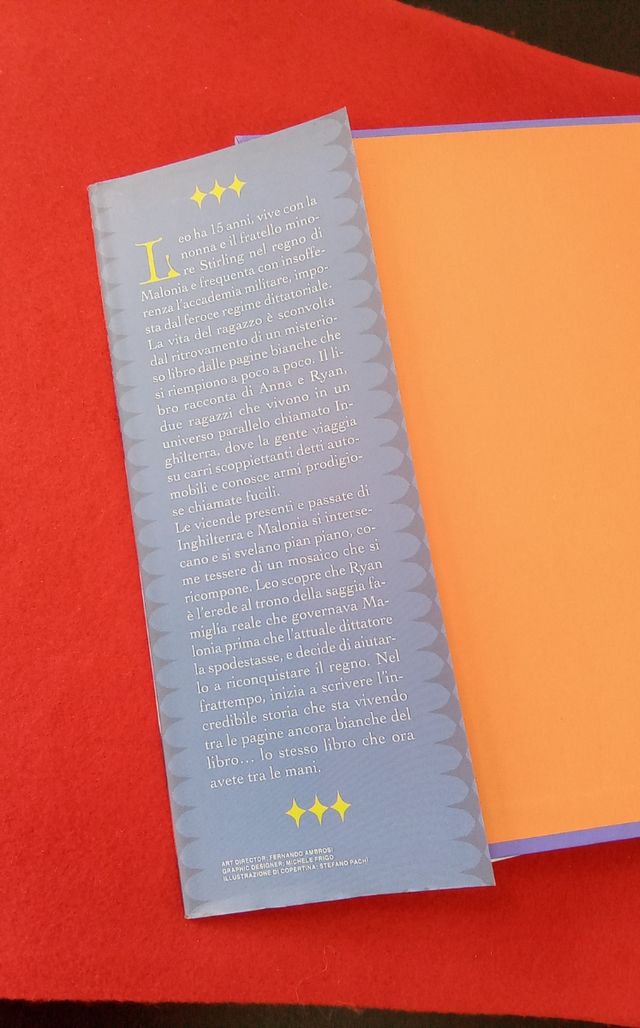 Leo ha 15 anni, vive con la
nonna e il fratello mino-
re Stirling nel regno di
Malonia e frequenta con insoffe-
renza l'accademia militare, impo-
sta dal feroce regime dittatoriale.
La vita del ragazzo è sconvolta
dal ritrovamento di un misterio-
so libro dalle pagine bianche che
si riempiono a poco a poco. Il li-
bro racconta di Anna e Ryan,
due ragazzi che vivono in un
universo parallelo chiamato In-
ghilterra, dove la gente viaggia
su carri scoppiettanti detti auto-
mobili e conosce armi prodigio-
se chiamate fucili.
Le vicende presenti e passate di
Inghilterra e Malonia si interse-
cano e si svelano pian piano, co-
me tessere di un mosaico che si
ricompone. Leo scopre che Ryan
è l'erede al trono della saggia fa-
miglia reale che governava Ma-
lonia prima che l'attuale dittatore
la spodestasse, e decide di aiutar-
lo a riconquistare il regno. Nel
frattempo, inizia a scrivere l'in-
credibile storia che sta vivendo
tra le pagine ancora bianche del
libro... lo stesso libro che ora
avete tra le mani.
ART DIRECTOR: FERNANDO AMBROSI
GRAPHIC DESIGNER: MICHELE FRIGO
ILLUSTRAZIONE DI COPERTINA: STEFANO PACHÌ